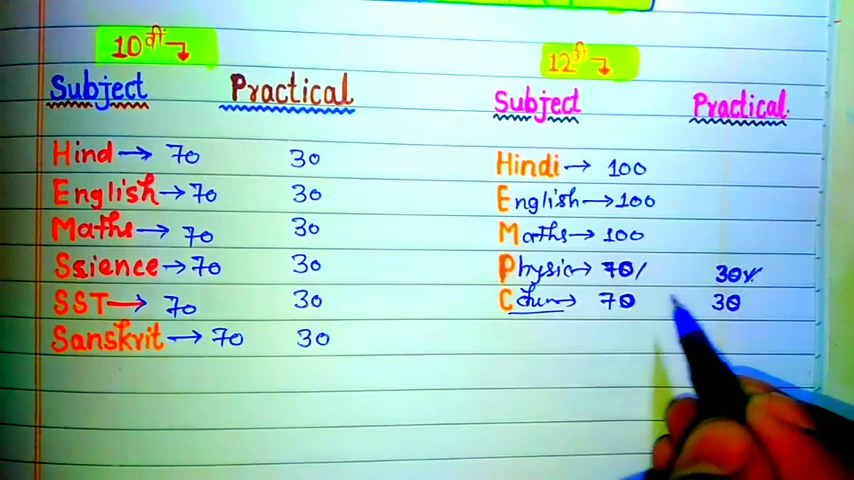 10वीं
Subject Practical
Hind → 70 30
English → 70 30
Maths → 70 30
Ssience → 70 30
SST → 70 30
Sanskrit → 70 30
12वीं
Subject Practical
Hindi → 100
English → 100
Maths → 100
Physic → 70/ 30
Chem → 70 30